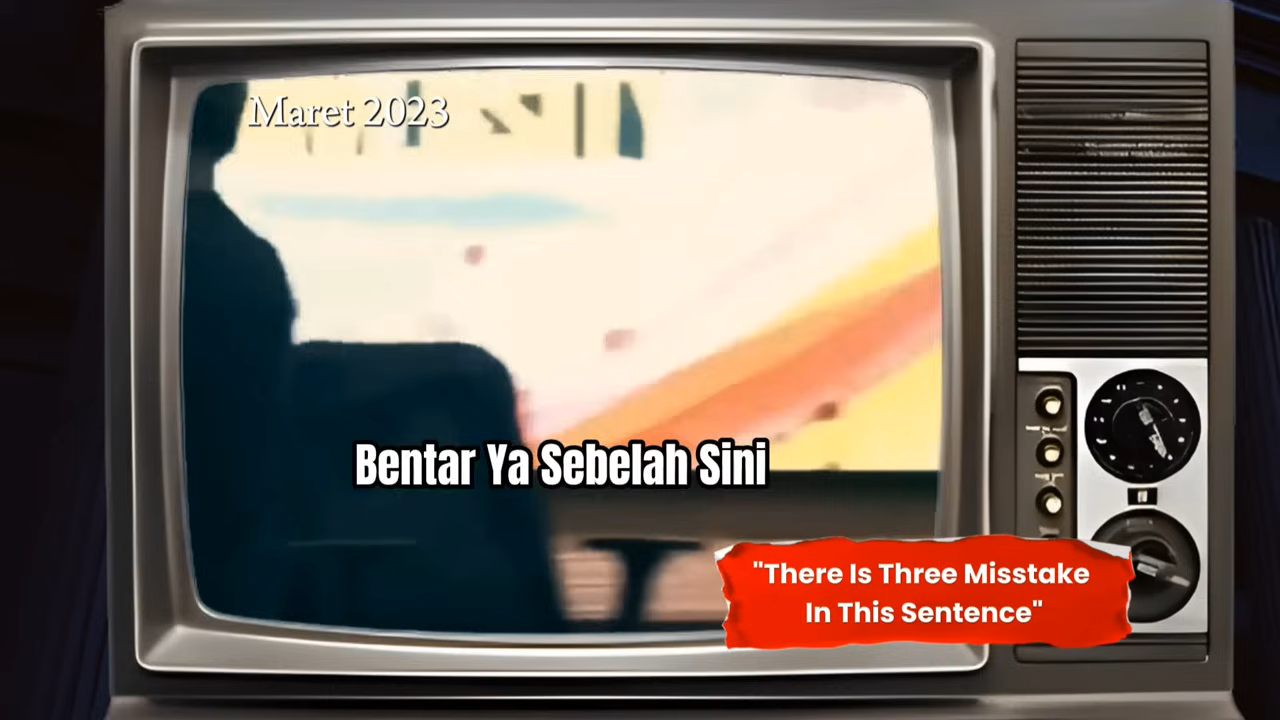 Maret 2023
Bentar Ya Sebelah Sini
"There Is Three Misstake
In This Sentence"